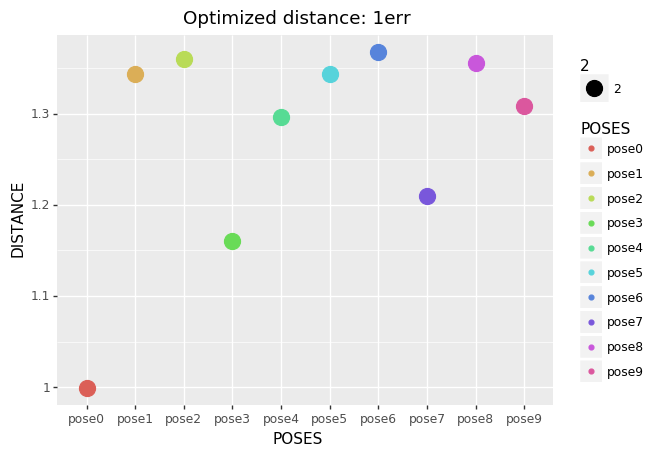 Optimized distance: 1err
DISTANCE
1.3
1.2
1.1
1
pose0 pose1 pose2 pose3 pose4 pose5 pose6 pose7 pose8 pose9
POSES
2
2
POSES
pose0
pose1
pose2
pose3
pose4
pose5
pose6
pose7
pose8
pose9